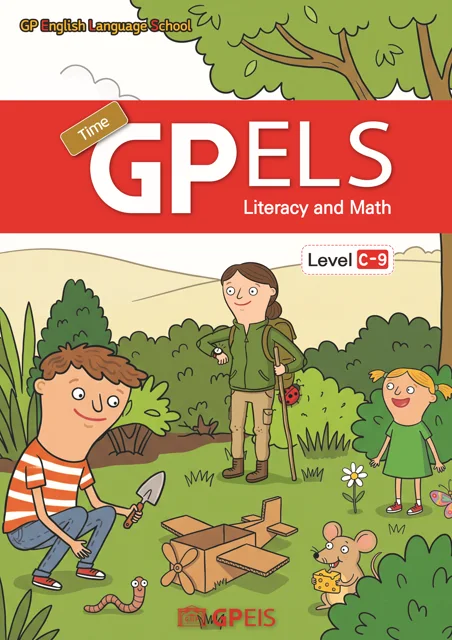 GP English Language School
Time
GPELS
Literacy and Math
Level C-9
GPEIS